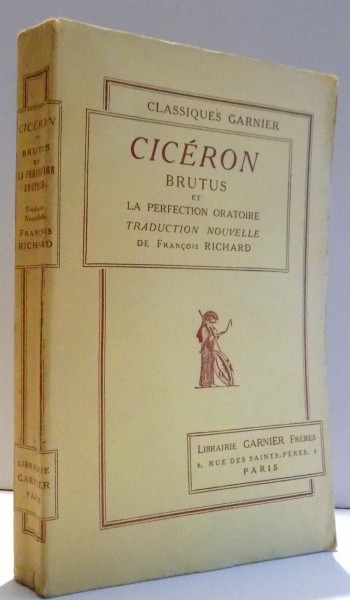 CLASSIQUES GARNIER
CICÉRON
BRUTUS
ET
LA PERFECTION ORATOIRE
TRADUCTION NOUVELLE
DE FRANÇOIS RICHARD
LIBRAIRIE GARNIER FRÈRES
6, RUE DES SAINTS-PÈRES, 6
PARIS
CICÉRON
BRUTUS
ET
LA PERFECTION
ORATOIRE
Nouvelle
FRANÇOIS
RICHARD
LIBRAIRIE
GARNIER
PARIS